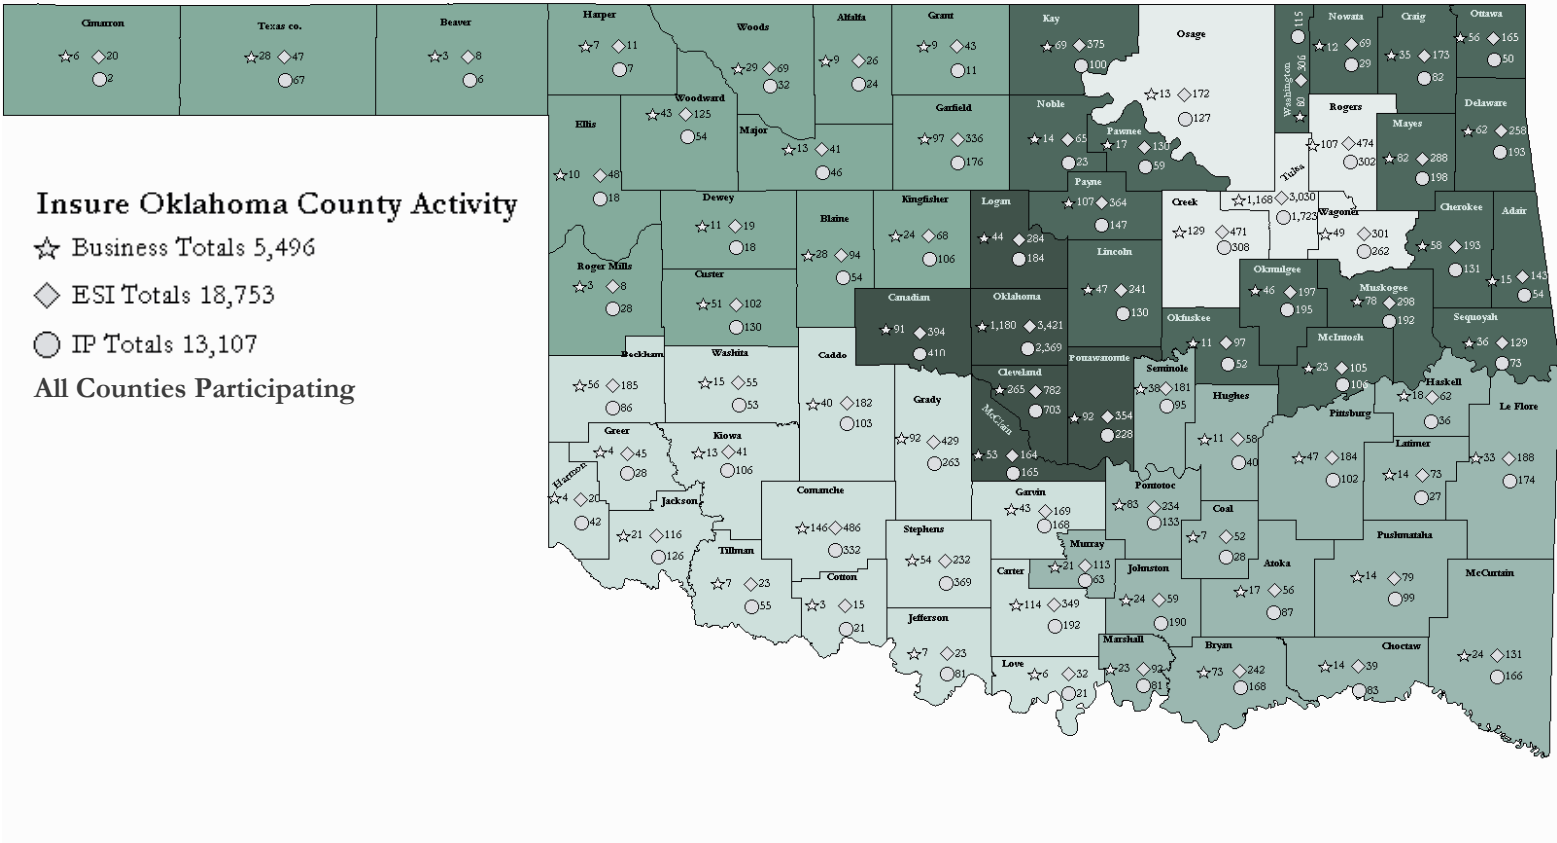 Insure Oklahoma County Activity
Business Totals 5,496
ESI Totals 18,753
IP Totals 13,107
All Counties Participating
Cimarron
6 20
2
Texas co.
28 47
67
Beaver
3 8
6
Harper
7 11
7
Woods
29 69
32
Alfalfa
9 26
24
Grant
9 43
11
Kay
69 375
100
Osage
13 172
127
Washington
80 306 115
Nowata
12 69
29
Craig
35 173
82
Ottawa
56 165
50
Ellis
10 48
18
Woodward
43 125
54
Major
13 41
46
Garfield
97 336
176
Noble
14 65
23
Pawnee
17 130
59
Rogers
107 474
302
Mayes
82 288
198
Delaware
62 258
193
Dewey
11 19
18
Blaine
28 94
54
Kingfisher
24 68
106
Logan
44 284
184
Payne
107 364
147
Creek
129 471
308
Tulsa
1,168 3,030
1,723
Wagoner
49 301
262
Cherokee
58 193
131
Adair
15 143
54
Roger Mills
3 8
28
Custer
51 102
130
Canadian
91 394
410
Oklahoma
1,180 3,421
2,369
Lincoln
47 241
130
Okfuskee
11 97
52
Okmulgee
46 197
195
Muskogee
78 298
192
McIntosh
23 105
106
Sequoyah
36 129
73
Beckham
56 185
86
Washita
15 55
53
Caddo
40 182
103
Grady
92 429
263
Cleveland
265 782
703
McClain
53 164
165
Pottawatomie
92 354
228
Seminole
38 181
95
Hughes
11 58
40
Pittsburg
47 184
102
Haskell
18 62
36
Latimer
14 73
27
Le Flore
33 188
174
Greer
4 45
28
Harmon
4 20
42
Kiowa
13 41
106
Jackson
21 116
126
Tillman
7 23
55
Comanche
146 486
332
Cotton
3 15
21
Stephens
54 232
369
Jefferson
7 23
81
Garvin
43 169
168
Murray
21 113
63
Carter
114 349
192
Love
6 32
21
Pontotoc
83 234
133
Johnston
24 59
190
Marshall
23 92
81
Coal
7 52
28
Atoka
17 56
87
Bryan
73 242
168
Pushmataha
14 79
99
Choctaw
14 39
83
McCurtain
24 131
166